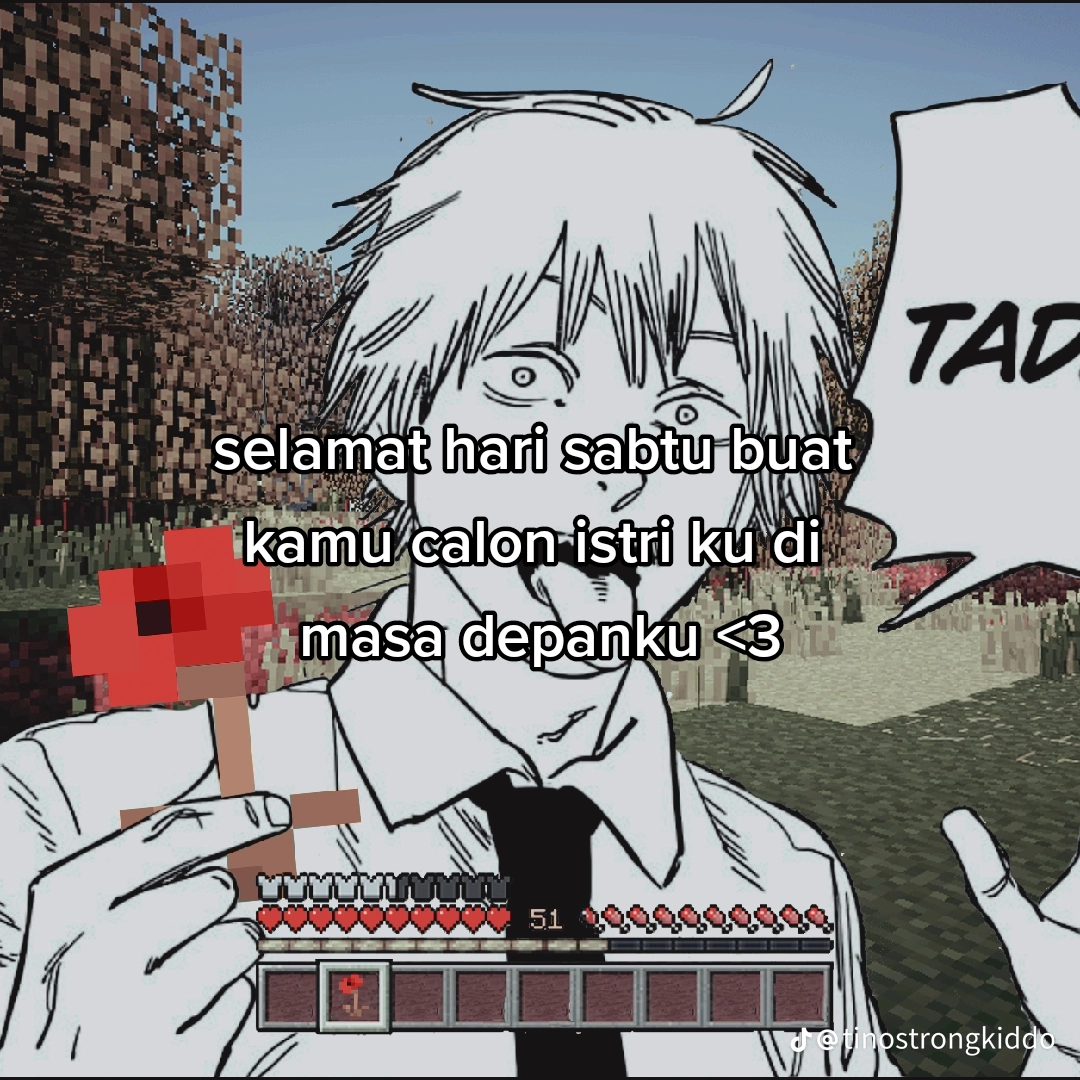 TAD
selamat hari sabtu buat
kamu calon istri ku di
masa depanku <3
51
@tinostrongkiddo